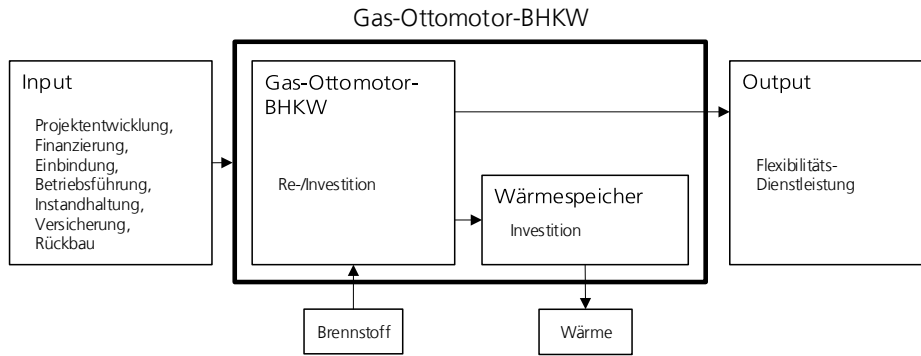 Gas-Ottomotor-BHKW
Input
Projektentwicklung,
Finanzierung,
Einbindung,
Betriebsführung,
Instandhaltung,
Versicherung,
Rückbau
Gas-Ottomotor-
BHKW
Re-/Investition
Wärmespeicher
Investition
Output
Flexibilitäts-
Dienstleistung
Brennstoff
Wärme